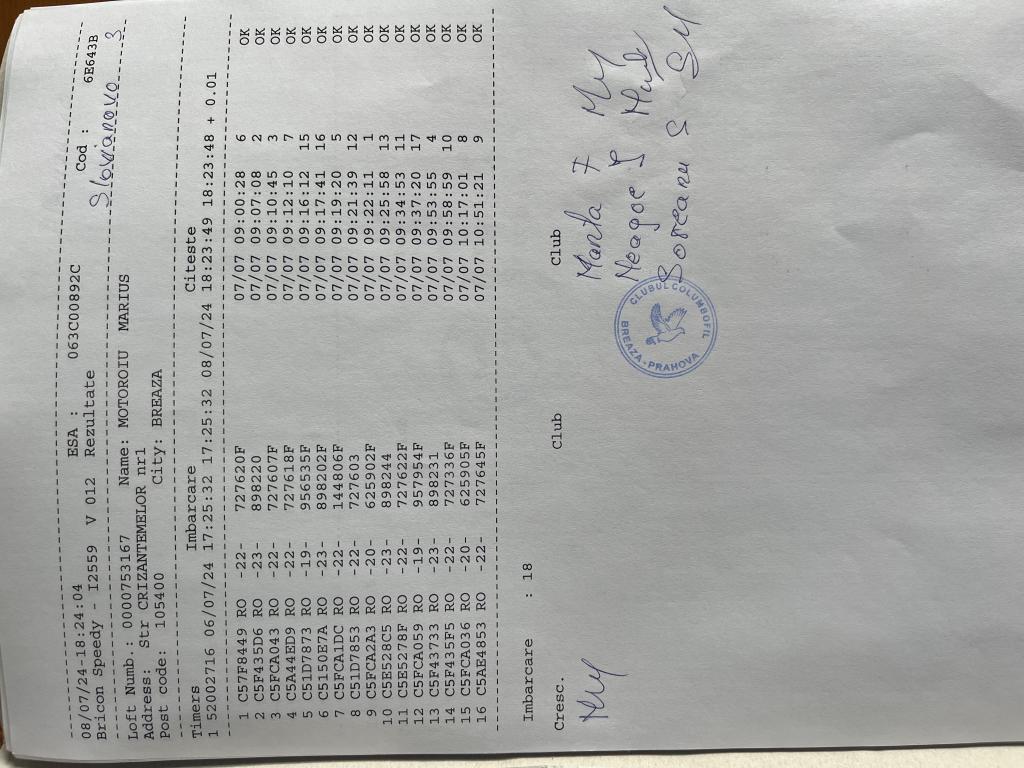 08/07/24-18:24:04 ESA : 063C00892C Cod : 6E643B
Bricon Speedy - I2559 V 012 Rezultate Slovianovo 3
Loft Numb.: 0000753167 Name: MOTOROIU MARIUS
Address: Str CRIZANTEMELOR nr1
Post code: 105400 City: BREAZA
Timers Imbarcare Citeste
1 52002716 06/07/24 17:25:32 17:25:32 08/07/24 18:23:49 18:23:48 + 0.01
1 C57F8449 RO -22- 727620F 07/07 09:00:28 6 OK
2 C5F435D6 RO -23- 898220 07/07 09:07:08 2 OK
3 C5FCA043 RO -22- 727607F 07/07 09:10:45 3 OK
4 C5A44ED9 RO -22- 727618F 07/07 09:12:10 7 OK
5 C51D7873 RO -19- 956535F 07/07 09:16:12 15 OK
6 C5150E7A RO -23- 898202F 07/07 09:17:41 16 OK
7 C5FCA1DC RO -22- 144806F 07/07 09:19:20 5 OK
8 C51D7853 RO -22- 727603 07/07 09:21:39 12 OK
9 C5FCA2A3 RO -20- 625902F 07/07 09:22:11 1 OK
10 C5E528C5 RO -23- 898244 07/07 09:25:58 13 OK
11 C5E5278F RO -22- 727622F 07/07 09:34:53 11 OK
12 C5FCA059 RO -19- 957954F 07/07 09:37:20 17 OK
13 C5F43733 RO -23- 898231 07/07 09:53:55 4 OK
14 C5F435F5 RO -22- 727336F 07/07 09:58:59 10 OK
15 C5FCA036 RO -20- 625905F 07/07 10:17:01 8 OK
16 C5AE4853 RO -22- 727645F 07/07 10:51:21 9 OK
Imbarcare : 18
Cresc. Club Club
Manta
Neagoe
CLUBUL COLUMBOFIL
BREAZA - PRAHOVA